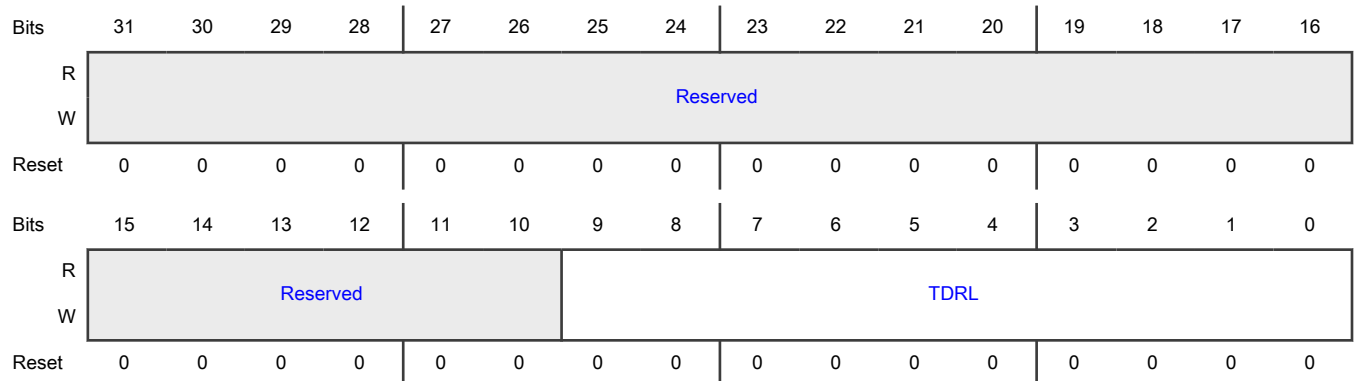 Bits 31 30 29 28 27 26 25 24 23 22 21 20 19 18 17 16
R
Reserved
W
Reset 0 0 0 0 0 0 0 0 0 0 0 0 0 0 0 0
Bits 15 14 13 12 11 10 9 8 7 6 5 4 3 2 1 0
R
Reserved TDRL
W
Reset 0 0 0 0 0 0 0 0 0 0 0 0 0 0 0 0